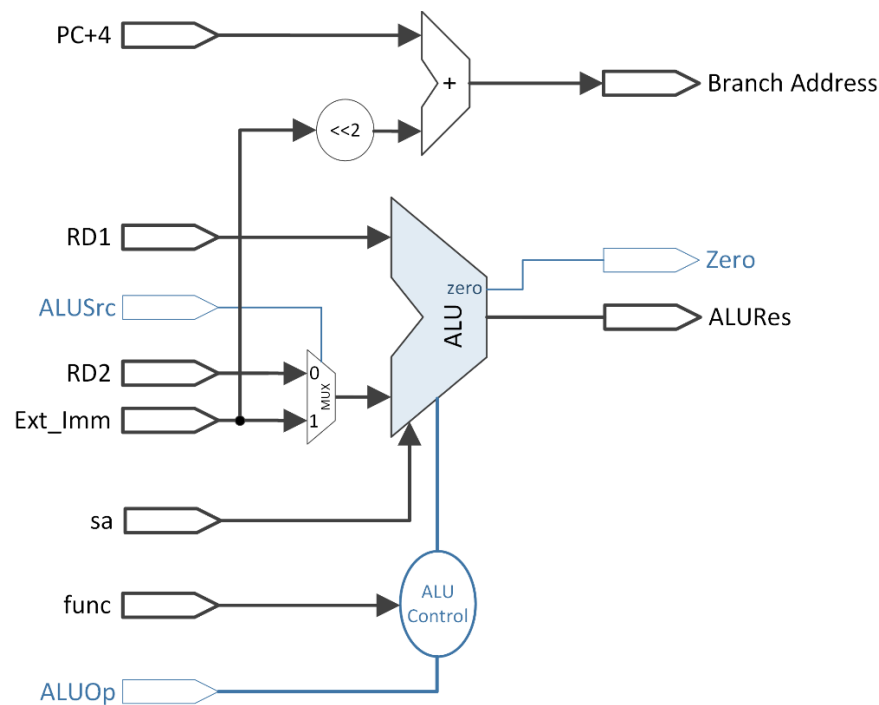 PC+4
+
Branch Address
<<2
RD1
zero
Zero
ALUSrc
ALU
ALURes
RD2
0
MUX
Ext_Imm
1
sa
func
ALU
Control
ALUOp